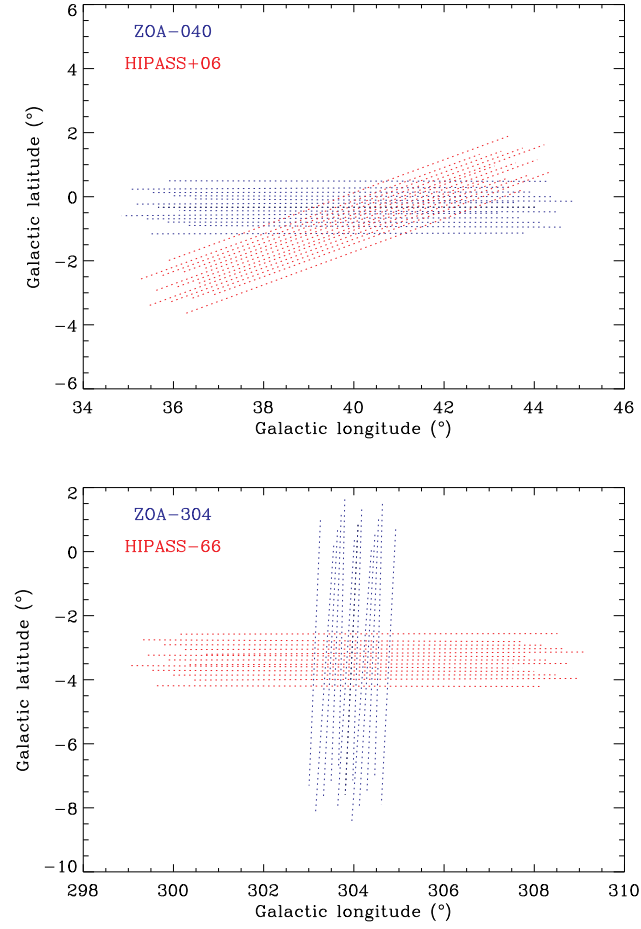 6
ZOA−040
HIPASS+06
4
2
0
−2
−4
−6
Galactic latitude (°)
34 36 38 40 42 44 46
Galactic longitude (°)
2
ZOA−304
HIPASS−66
0
−2
−4
−6
−8
−10
Galactic latitude (°)
298 300 302 304 306 308 310
Galactic longitude (°)